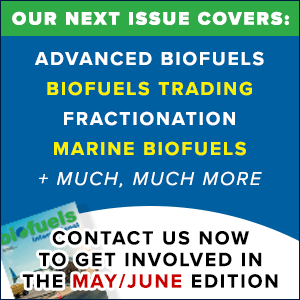 OUR NEXT ISSUE COVERS:
ADVANCED BIOFUELS
BIOFUELS TRADING
FRACTIONATION
MARINE BIOFUELS
+ MUCH, MUCH MORE
biofuels
CONTACT US NOW
TO GET INVOLVED IN
THE MAY/JUNE EDITION